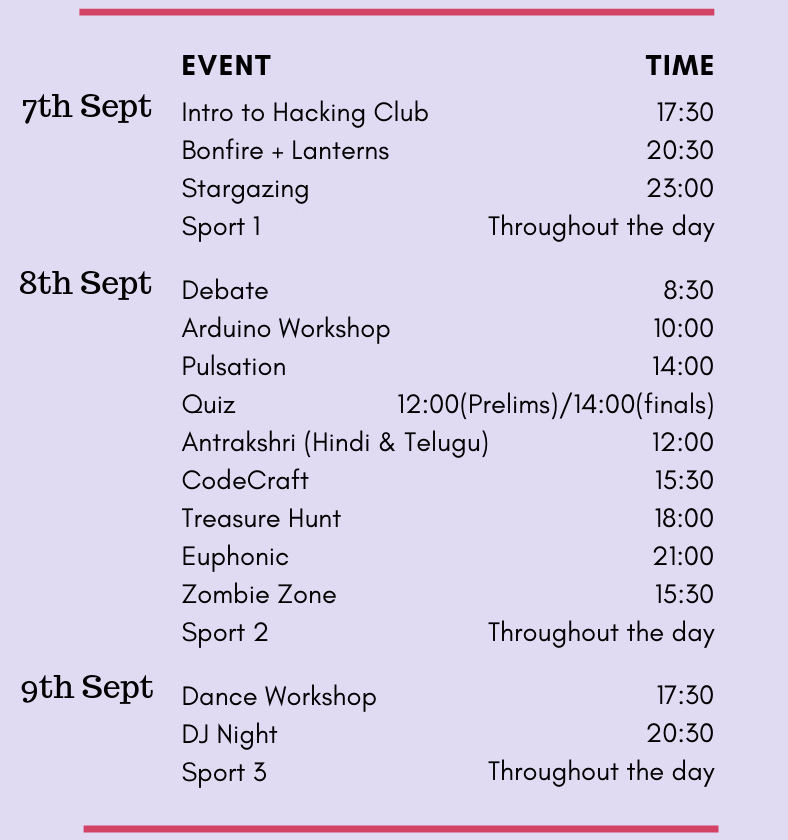 EVENT TIME
7th Sept Intro to Hacking Club 17:30
Bonfire + Lanterns 20:30
Stargazing 23:00
Sport 1 Throughout the day
8th Sept Debate 8:30
Arduino Workshop 10:00
Pulsation 14:00
Quiz 12:00(Prelims)/14:00(finals)
Antrakshri (Hindi & Telugu) 12:00
CodeCraft 15:30
Treasure Hunt 18:00
Euphonic 21:00
Zombie Zone 15:30
Sport 2 Throughout the day
9th Sept Dance Workshop 17:30
DJ Night 20:30
Sport 3 Throughout the day